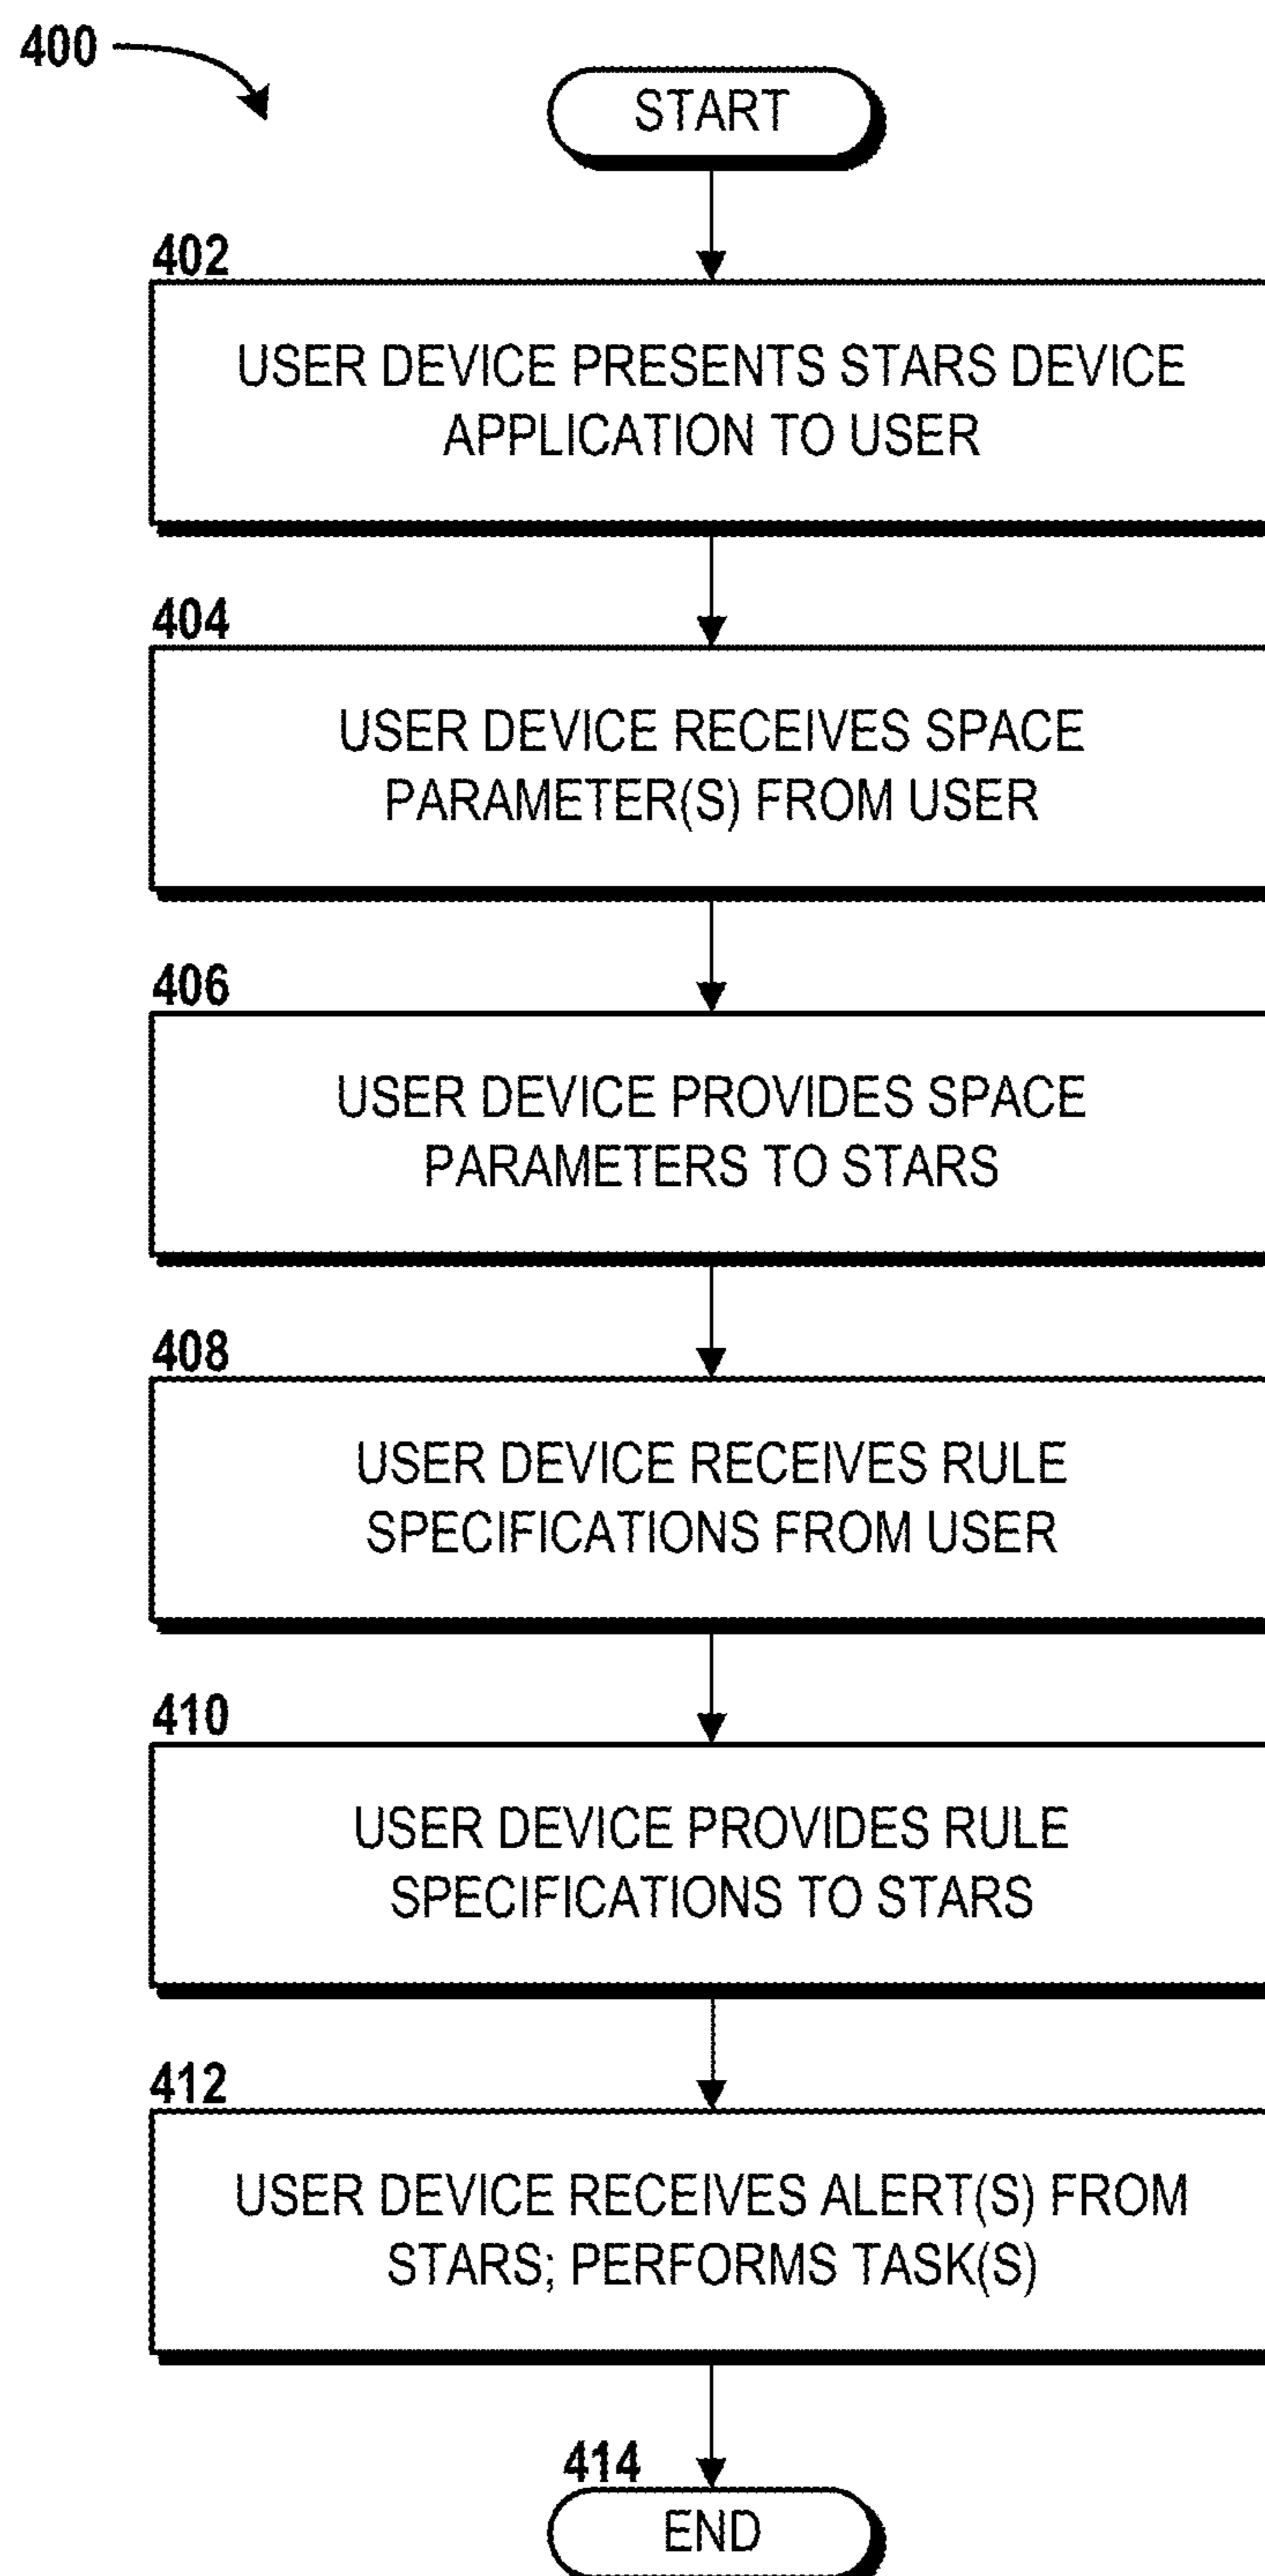 400
START
402
USER DEVICE PRESENTS STARS DEVICE
APPLICATION TO USER
404
USER DEVICE RECEIVES SPACE
PARAMETER(S) FROM USER
406
USER DEVICE PROVIDES SPACE
PARAMETERS TO STARS
408
USER DEVICE RECEIVES RULE
SPECIFICATIONS FROM USER
410
USER DEVICE PROVIDES RULE
SPECIFICATIONS TO STARS
412
USER DEVICE RECEIVES ALERT(S) FROM
STARS; PERFORMS TASK(S)
414
END